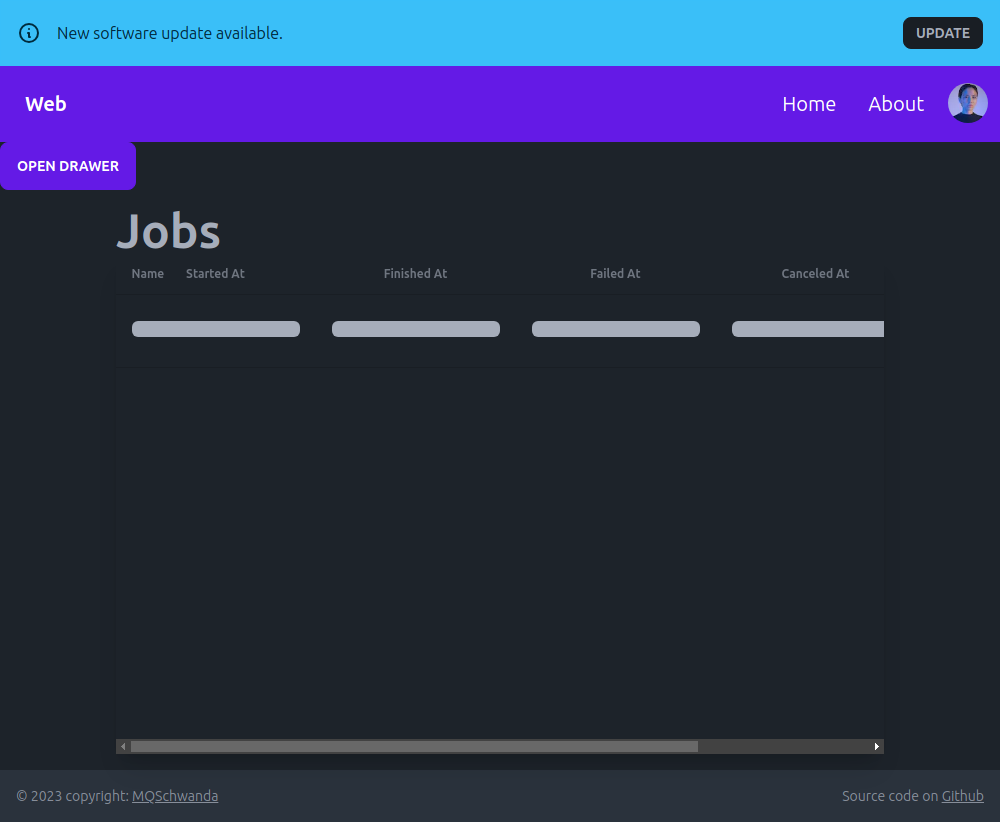 New software update available.
UPDATE
Web
Home
About
OPEN DRAWER
Jobs
Name Started At Finished At Failed At Canceled At
© 2023 copyright: MQSchwanda
Source code on Github